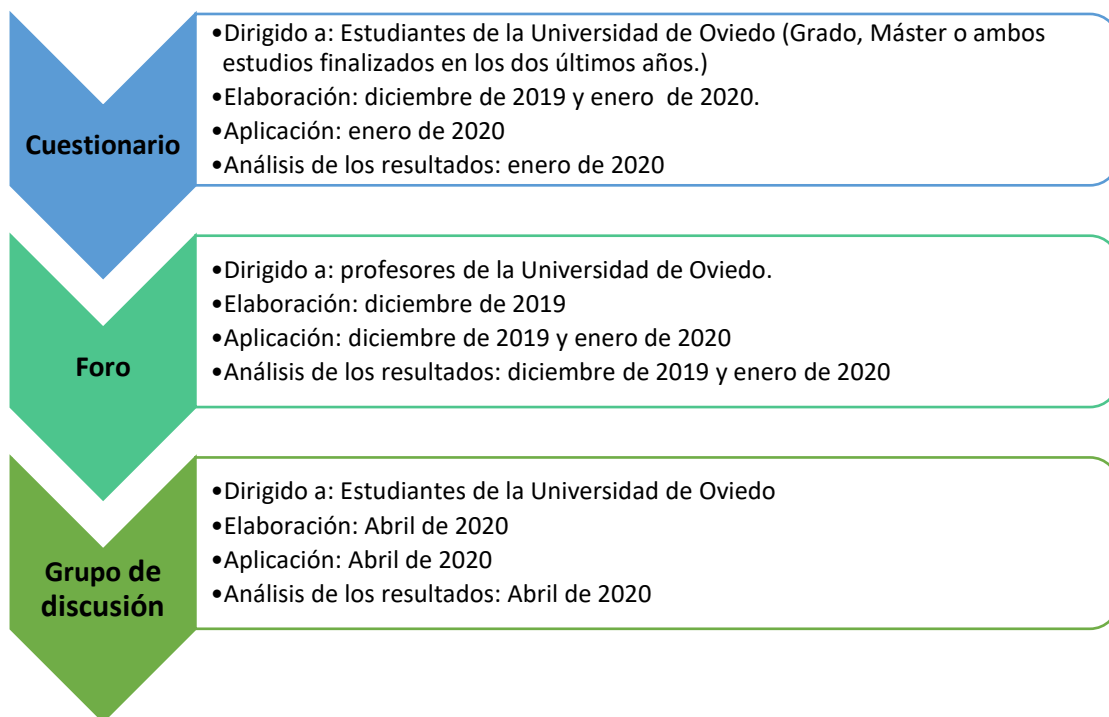 Cuestionario
•Dirigido a: Estudiantes de la Universidad de Oviedo (Grado, Máster o ambos
estudios finalizados en los dos últimos años.)
•Elaboración: diciembre de 2019 y enero  de 2020.
•Aplicación: enero de 2020
•Análisis de los resultados: enero de 2020
Foro
•Dirigido a: profesores de la Universidad de Oviedo.
•Elaboración: diciembre de 2019
•Aplicación: diciembre de 2019 y enero de 2020
•Análisis de los resultados: diciembre de 2019 y enero de 2020
Grupo de
discusión
•Dirigido a: Estudiantes de la Universidad de Oviedo
•Elaboración: Abril de 2020
•Aplicación: Abril de 2020
•Análisis de los resultados: Abril de 2020